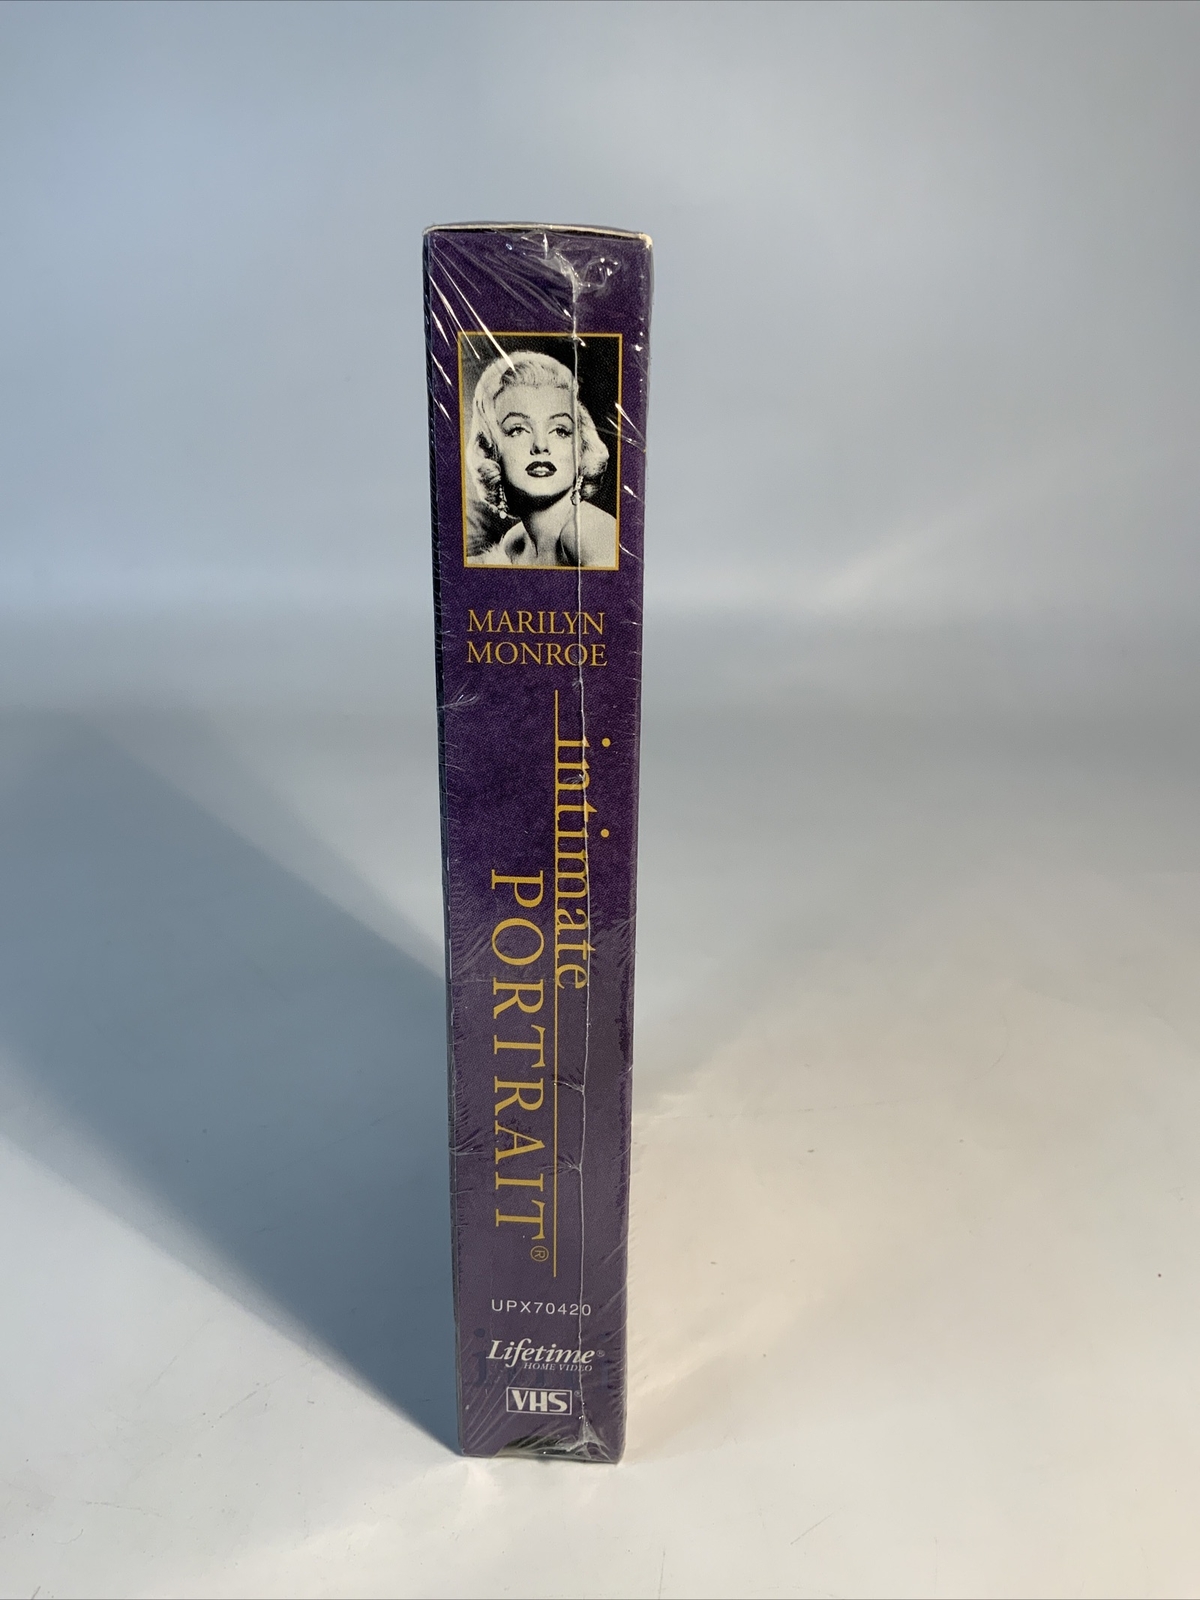 MARILYN
MONROE
intimate
PORTRAIT®
UPX70420
Lifetime®
HOME VIDEO
VHS®